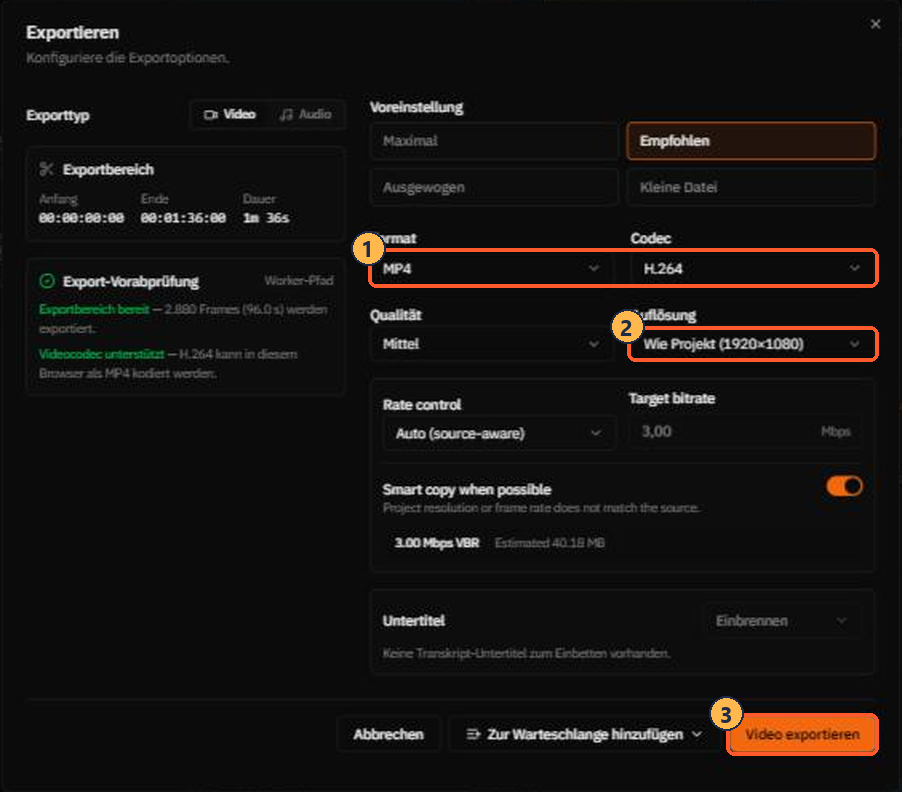 Exportieren
Konfiguriere die Exportoptionen.
Exporttyp
Video
Audio
Exportbereich
Anfang Ende Dauer
00:00:00:00 00:01:36:00 1m 36s
Export-Vorabprüfung Worker-Pfad
Exportbereich bereit — 2.880 Frames (96.0 s) werden
exportiert.
Videocodec unterstützt — H.264 kann in diesem
Browser als MP4 kodiert werden.
Voreinstellung
Maximal
Empfohlen
Ausgewogen
Kleine Datei
1
ormat
Codec
MP4
H.264
Qualität
2
uflösung
Mittel
Wie Projekt (1920×1080)
Rate control
Target bitrate
Auto (source-aware)
3,00 Mbps
Smart copy when possible
Project resolution or frame rate does not match the source.
3.00 Mbps VBR Estimated 40.18 MB
Untertitel
Einbrennen
Keine Transkript-Untertitel zum Einbetten vorhanden.
Abbrechen
Zur Warteschlange hinzufügen
3
Video exportieren